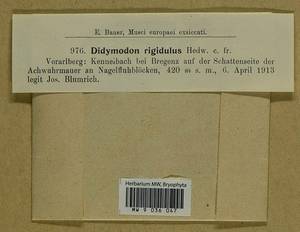 E. Bauer, Musci europaei exsiccati.
976. Didymodon rigidulus Hedw. c. fr.
Vorarlberg: Kennelbach bei Bregenz auf der Schattenseite der
Achwuhrmauer an Nagelfluhblöcken, 420 m s. m., 6. April 1913
legit Jos. Blumrich.
Herbarium MW, Bryophyta
MW 9 036 047